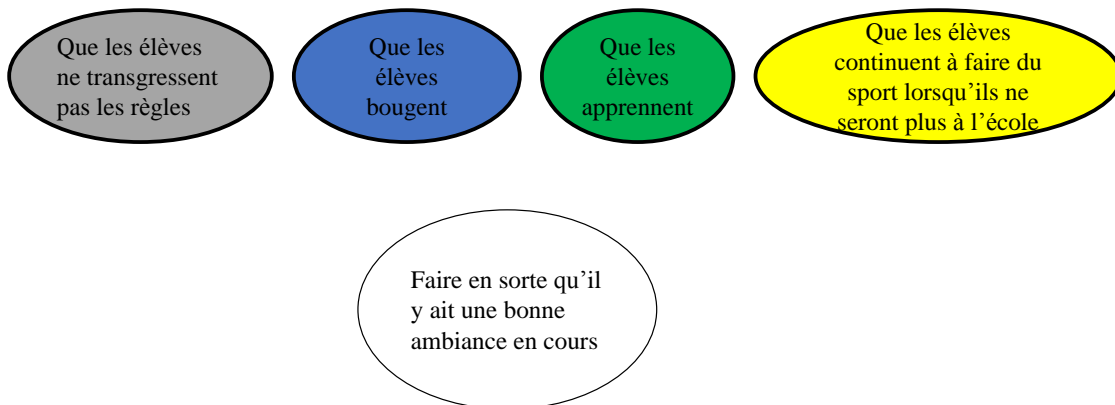 Que les élèves
ne transgressent
pas les règles
Que les
élèves
bougent
Que les
élèves
apprennent
Que les élèves
continuent à faire du
sport lorsqu’ils ne
seront plus à l’école
Faire en sorte qu’il
y ait une bonne
ambiance en cours